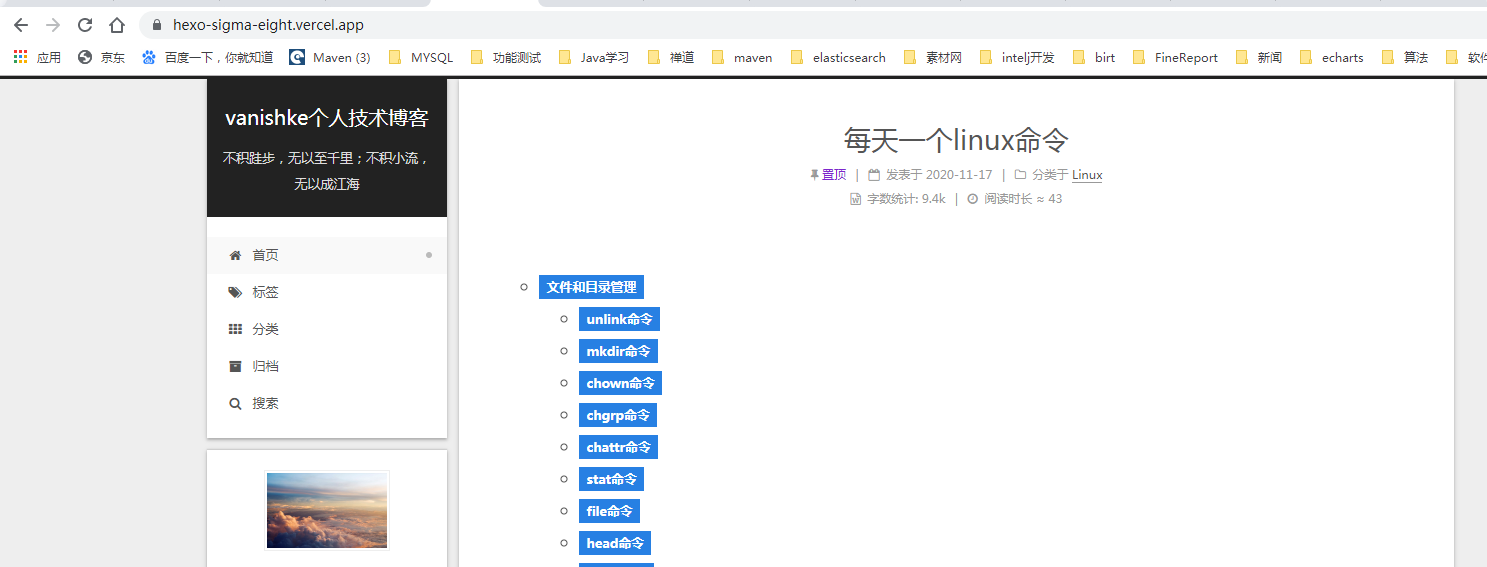 hexo-sigma-eight.vercel.app
应用 京东 百度一下，你就知道 Maven (3) MYSQL 功能测试 Java学习 禅道 maven elasticsearch 素材网 intelj开发 birt FineReport 新闻 echarts 算法
vanishke个人技术博客
不积跬步，无以至千里；不积小流，
无以成江海
首页
标签
分类
归档
搜索
每天一个linux命令
置顶 | 发表于 2020-11-17 | 分类于 Linux
字数统计: 9.4k | 阅读时长 ≈ 43
文件和目录管理
unlink命令
mkdir命令
chown命令
chgrp命令
chattr命令
stat命令
file命令
head命令